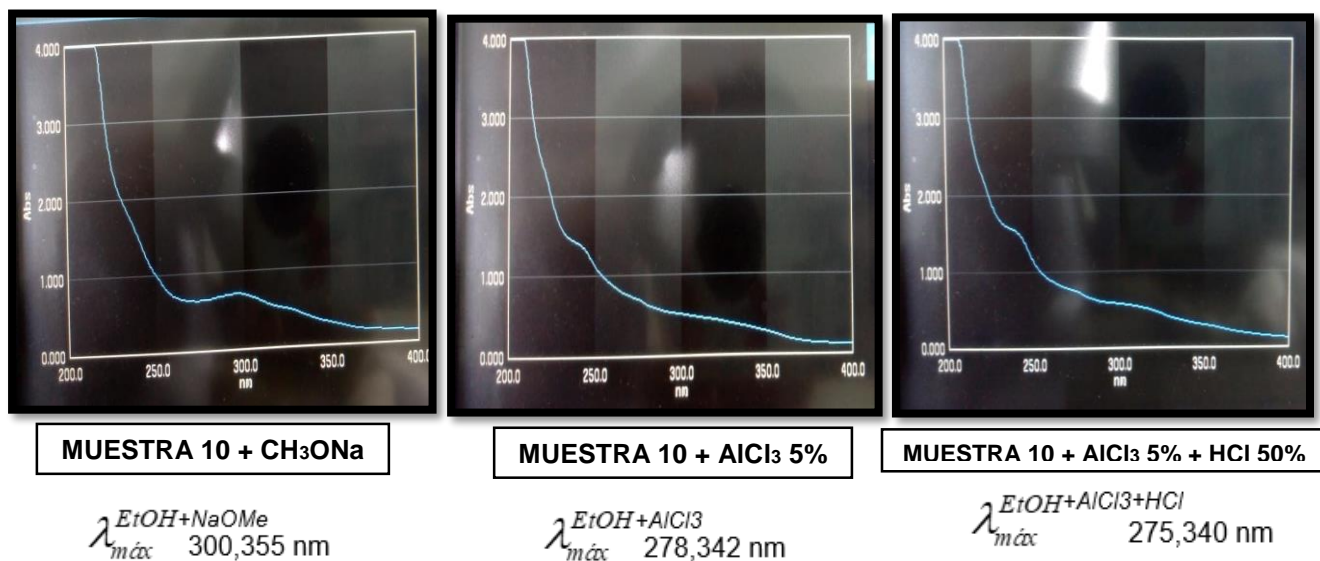 4.000
3.000
2.000
1.000
0.000
Abs
200.0 250.0 300.0 350.0 400.0
nm
4.000
3.000
2.000
1.000
0.000
Abs
200.0 250.0 300.0 350.0 400.0
nm
4.000
3.000
2.000
1.000
0.000
Abs
200.0 250.0 300.0 350.0 400.0
nm
MUESTRA 10 + CH₃ONa
MUESTRA 10 + AlCl₃ 5%
MUESTRA 10 + AlCl₃ 5% + HCl 50%
λmáx EtOH+NaOMe 300,355 nm
λmáx EtOH+AlCl3 278,342 nm
λmáx EtOH+AlCl3+HCl 275,340 nm